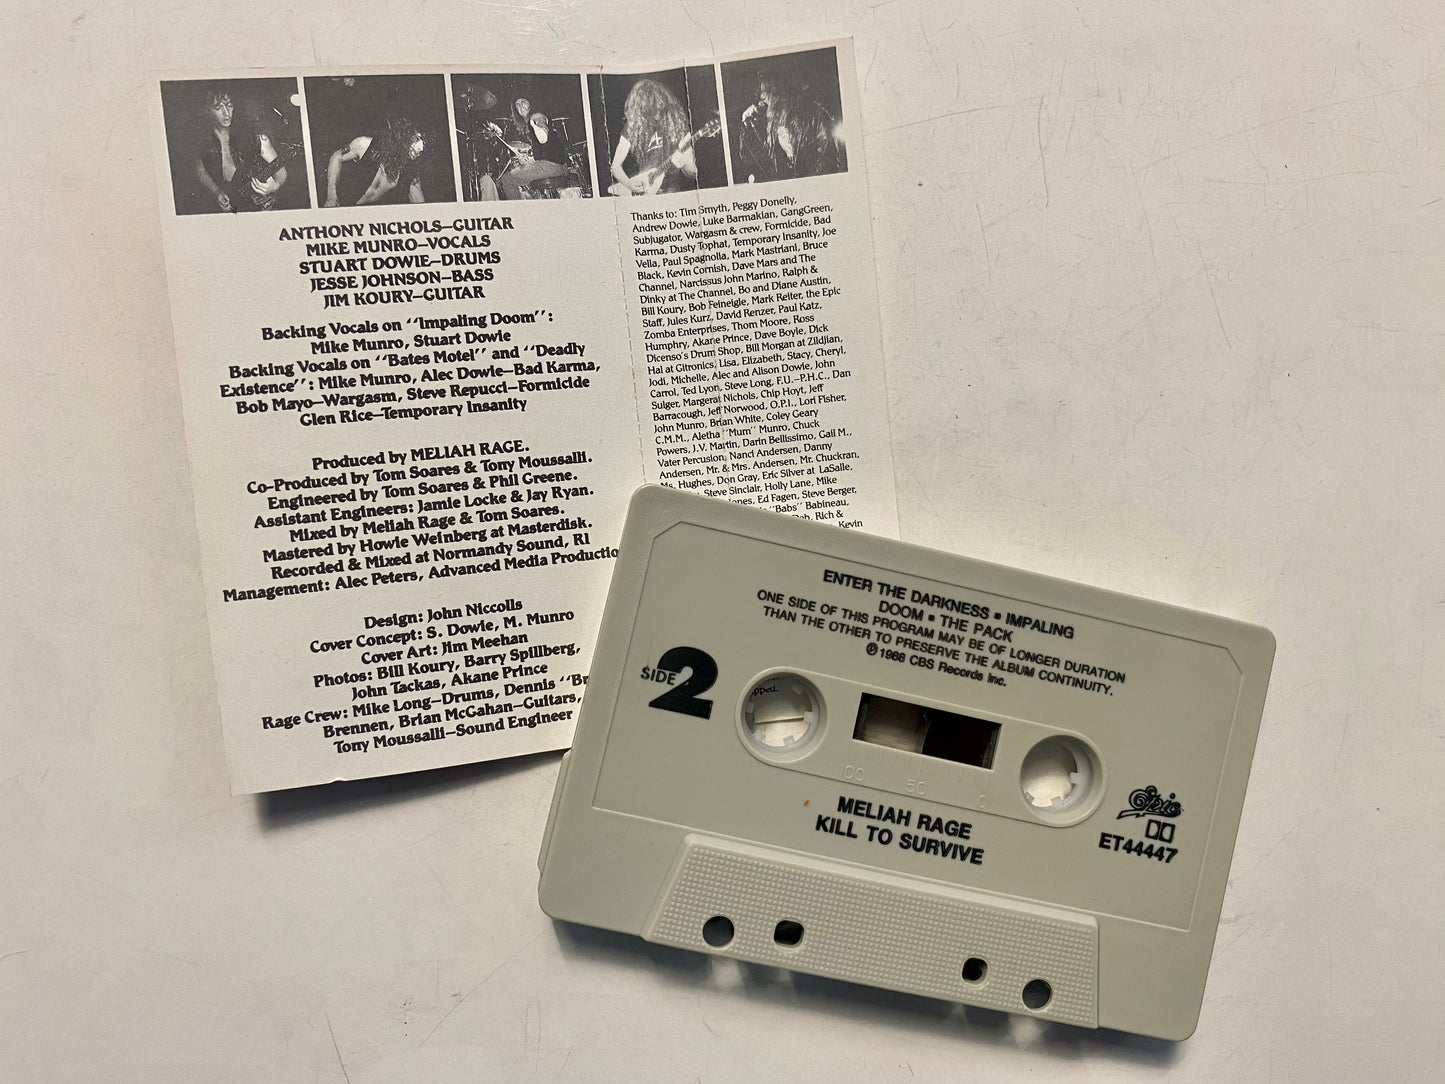 ANTHONY NICHOLS—GUITAR
MIKE MUNRO—VOCALS
STUART DOWIE—DRUMS
JESSE JOHNSON—BASS
JIM KOURY—GUITAR
Backing Vocals on "Impaling Doom":
Mike Munro, Stuart Dowie
Backing Vocals on "Bates Motel" and "Deadly
Existence": Mike Munro, Alec Dowie—Bad Karma,
Bob Mayo—Wargasm, Steve Repucci—Formicide
Glen Rice—Temporary Insanity
Produced by MELIAH RAGE.
Co-Produced by Tom Soares & Tony Moussalli.
Engineered by Tom Soares & Phil Greene.
Assistant Engineers: Jamie Locke & Jay Ryan.
Mixed by Meliah Rage & Tom Soares.
Mastered by Howie Weinberg at Masterdisk.
Recorded & Mixed at Normandy Sound, RI
Management: Alec Peters, Advanced Media Productio
Design: John Niccolls
Cover Concept: S. Dowie, M. Munro
Cover Art: Jim Meehan
Photos: Bill Koury, Barry Spillberg,
John Tackas, Akane Prince
Rage Crew: Mike Long—Drums, Dennis "Br
Brennen, Brian McGahan—Guitars,
Tony Moussalli—Sound Engineer
Thanks to: Tim Smyth, Peggy Donelly,
Andrew Dowie, Luke Barmakian, GangGreen,
Subjugator, Wargasm & crew, Formicide, Bad
Karma, Dusty Tophat, Temporary Insanity, Joe
Vella, Paul Spagnolla, Mark Mastriani, Bruce
Black, Kevin Cornish, Dave Mars and The
Channel, Narcissus John Marino, Ralph &
Dinky at The Channel, Bo and Diane Austin,
Bill Koury, Bob Feineigle, Mark Reiter, the Epic
Staff, Jules Kurz, David Renzer, Paul Katz,
Zomba Enterprises, Thom Moore, Ross
Humphry, Akane Prince, Dave Boyle, Dick
Dicenso's Drum Shop, Bill Morgan at Zildjian,
Hal at Gitronics, Lisa, Elizabeth, Stacy, Cheryl,
Jodi, Michelle, Alec and Alison Dowie, John
Carrol, Ted Lyon, Steve Long, F.U.—P.H.C., Dan
Sulger, Margeret Nichols, Chip Hoyt, Jeff
Barracough, Jeff Norwood, O.P.I., Lori Fisher,
John Munro, Brian White, Coley Geary
C.M.M., Aletha "Mum" Munro, Chuck
Powers, J.V. Martin, Darin Bellissimo, Gail M.,
Vater Percusion, Nanci Andersen, Danny
Andersen, Mr. & Mrs. Andersen, Mr. Chuckran,
Ms. Hughes, Don Gray, Eric Silver at LaSalle,
Steve Sinclair, Holly Lane, Mike
Jones, Ed Fagen, Steve Berger,
"Babs" Babineau,
Rich &
Kevin
ENTER THE DARKNESS ▪ IMPALING
DOOM ▪ THE PACK
ONE SIDE OF THIS PROGRAM MAY BE OF LONGER DURATION
THAN THE OTHER TO PRESERVE THE ALBUM CONTINUITY.
℗ 1988 CBS Records Inc.
SIDE 2
100 50 0
MELIAH RAGE
KILL TO SURVIVE
Epic
ET44447